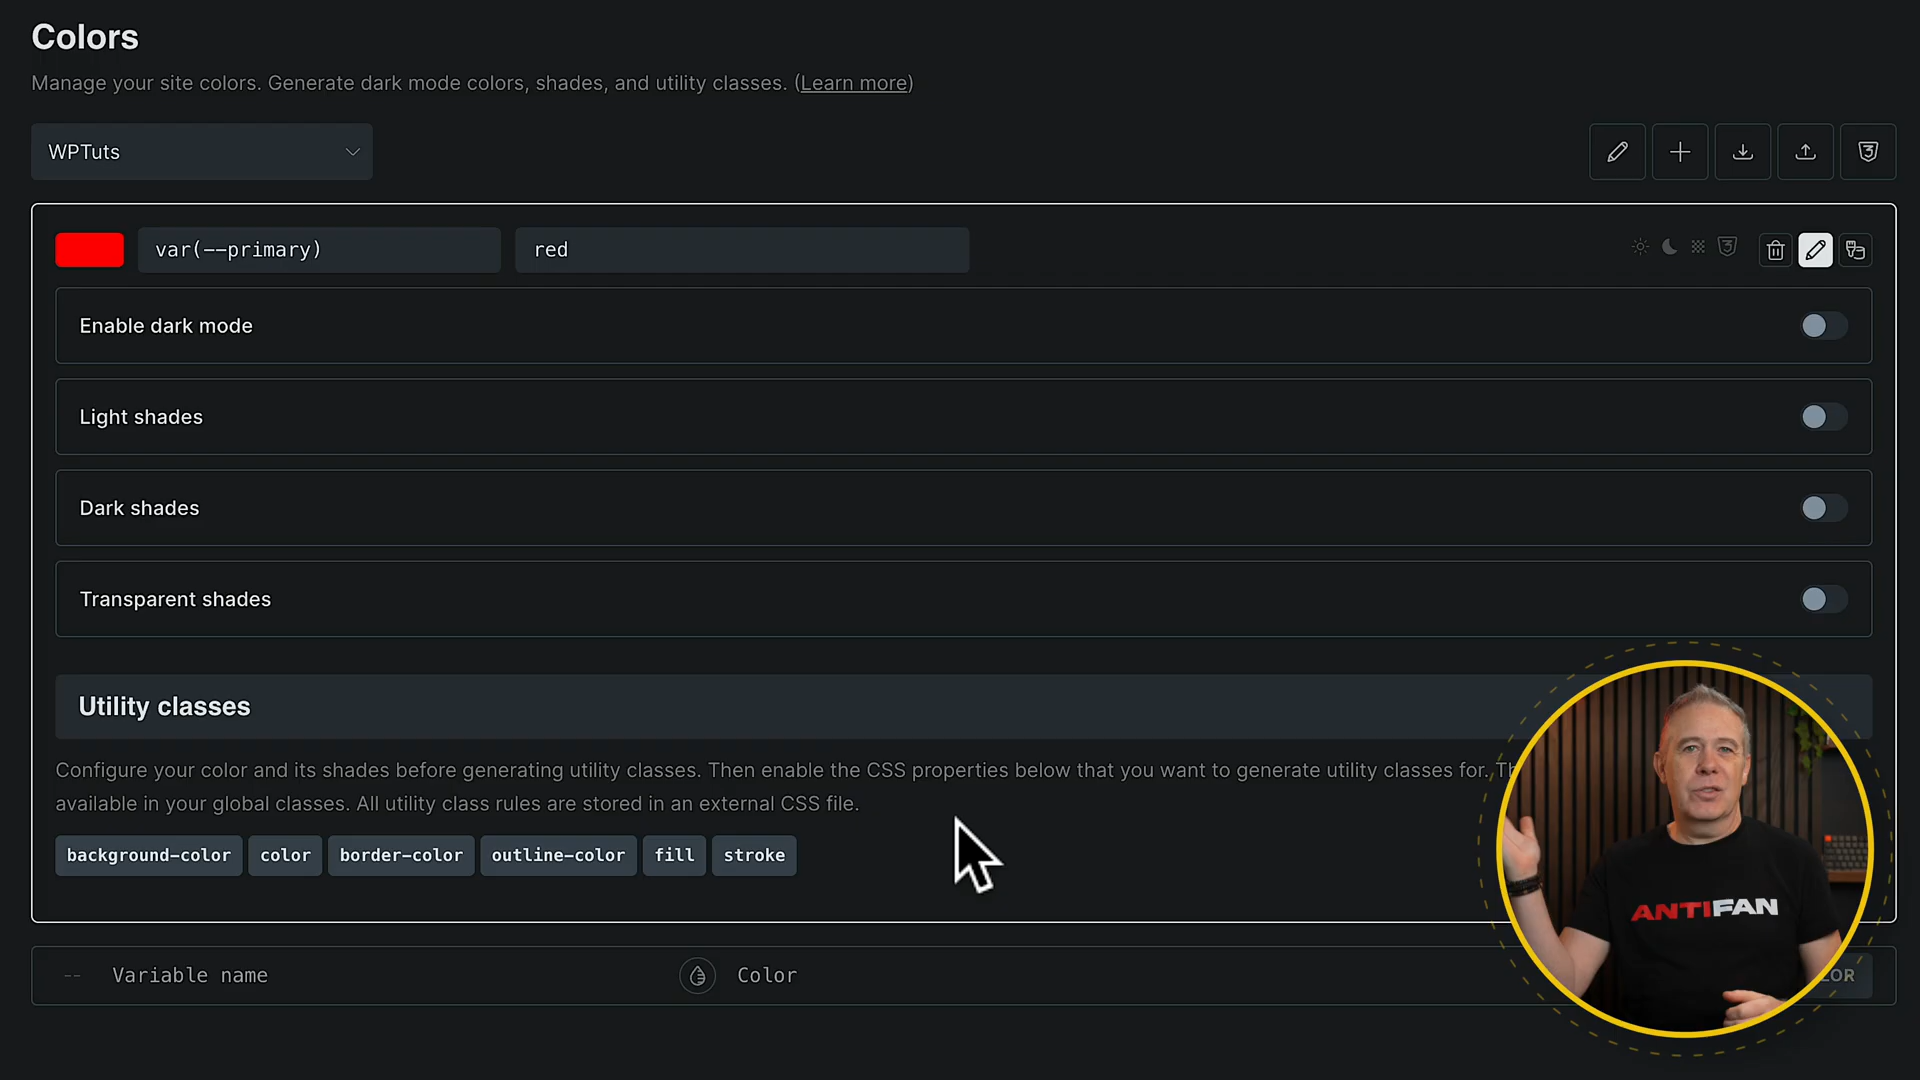 Colors
Manage your site colors. Generate dark mode colors, shades, and utility classes. (Learn more)
WPTuts
var(--primary)
red
Enable dark mode
Light shades
Dark shades
Transparent shades
Utility classes
Configure your color and its shades before generating utility classes. Then enable the CSS properties below that you want to generate utility classes for.
available in your global classes. All utility class rules are stored in an external CSS file.
background-color color border-color outline-color fill stroke
ANTIFAN
-- Variable name
Color